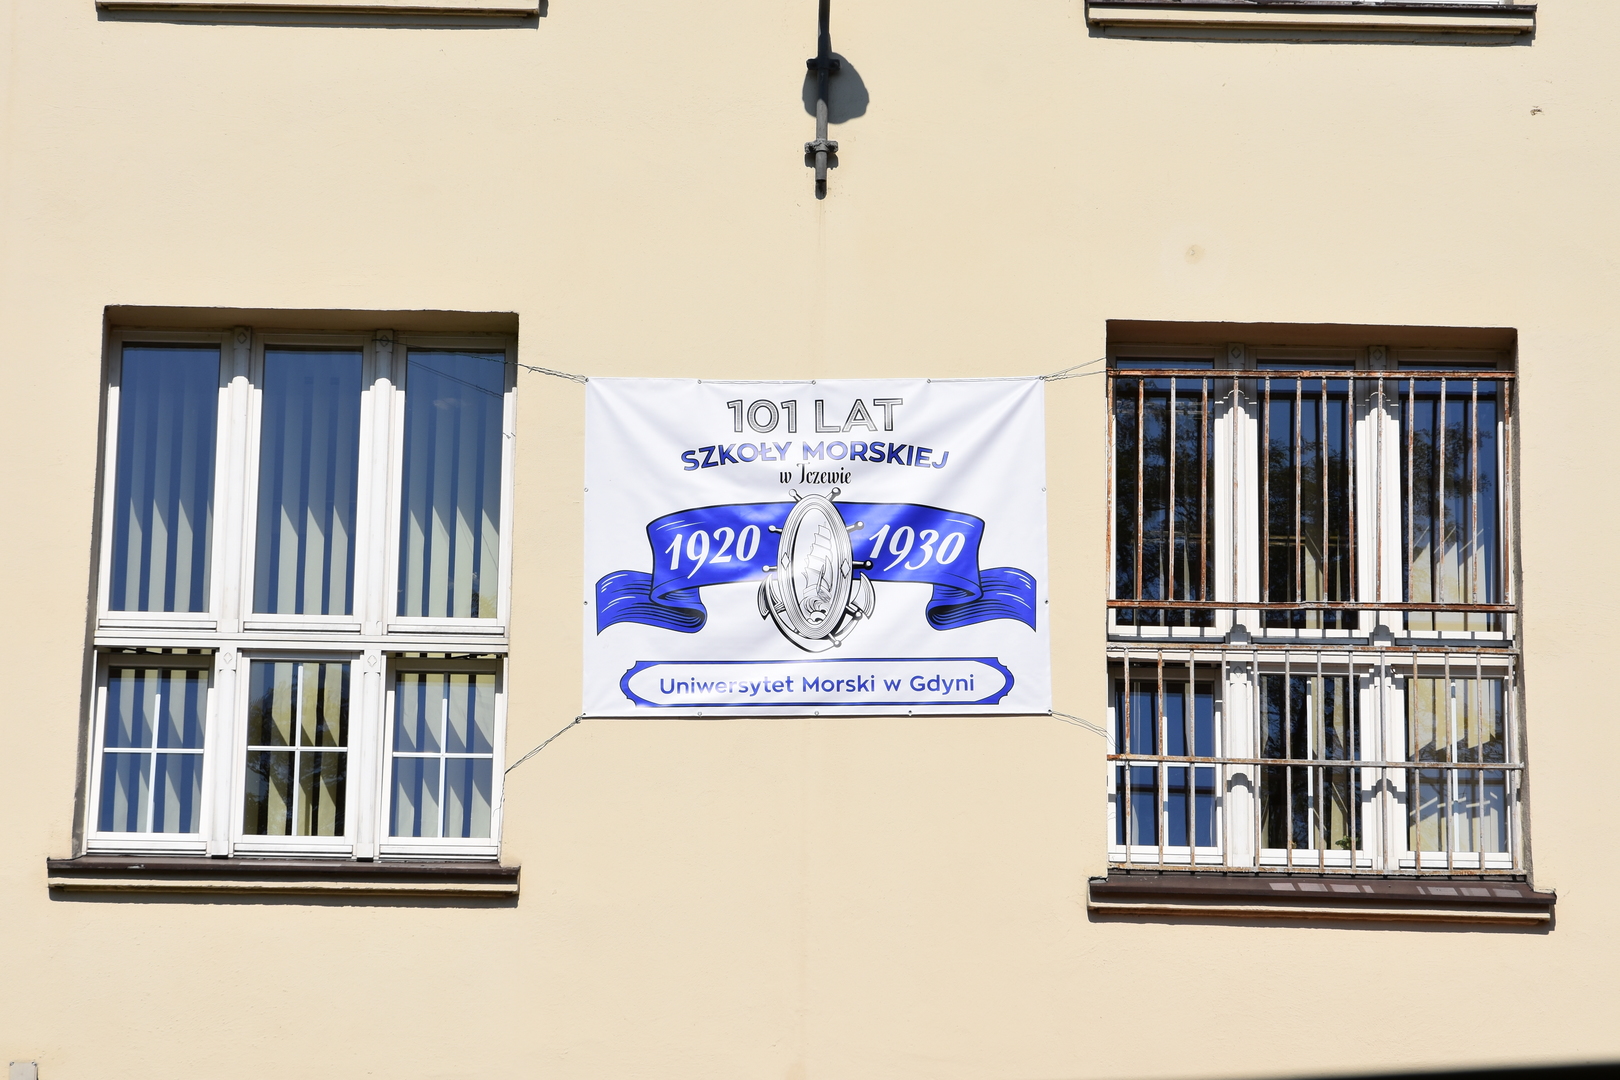 101 LAT
SZKOŁY MORSKIEJ
w Tczewie
1920 1930
Uniwersytet Morski w Gdyni